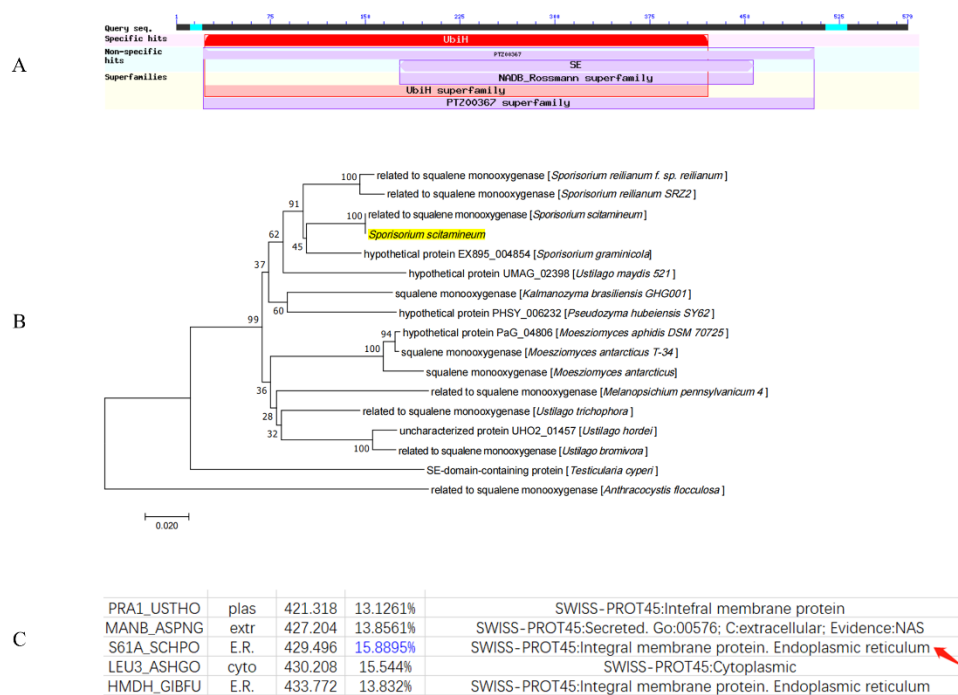 1 75 150 225 300 375 450 525 579
Query seq.
Specific hits UbiH
A
Non-specific hits PTZ00367
SE
Superfamilies NADB_Rossmann superfamily
UbiH superfamily
PTZ00367 superfamily
100 related to squalene monooxygenase [Sporisorium reilianum f. sp. reilianum ]
related to squalene monooxygenase [Sporisorium reilianum SRZ2 ]
91
100 related to squalene monooxygenase [Sporisorium scitamineum ]
62 Sporisorium scitamineum
45 hypothetical protein EX895_004854 [Sporisorium graminicola ]
37 hypothetical protein UMAG_02398 [Ustilago maydis 521 ]
squalene monooxygenase [Kalmanozyma brasiliensis GHG001 ]
60 hypothetical protein PHSY_006232 [Pseudozyma hubeiensis SY62 ]
B
99 94 hypothetical protein PaG_04806 [Moesziomyces aphidis DSM 70725 ]
100 squalene monooxygenase [Moesziomyces antarcticus T-34 ]
squalene monooxygenase [Moesziomyces antarcticus]
36 related to squalene monooxygenase [Melanopsichium pennsylvanicum 4 ]
28 related to squalene monooxygenase [Ustilago trichophora ]
32 uncharacterized protein UHO2_01457 [Ustilago hordei ]
100 related to squalene monooxygenase [Ustilago bromivora ]
SE-domain-containing protein [Testicularia cyperi ]
related to squalene monooxygenase [Anthracocystis flocculosa ]
0.020
PRA1_USTHO plas 421.318 13.1261% SWISS-PROT45:Intefral membrane protein
MANB_ASPNG extr 427.204 13.8561% SWISS-PROT45:Secreted. Go:00576; C:extracellular; Evidence:NAS
C S61A_SCHPO E.R. 429.496 15.8895% SWISS-PROT45:Integral membrane protein. Endoplasmic reticulum
LEU3_ASHGO cyto 430.208 15.544% SWISS-PROT45:Cytoplasmic
HMDH_GIBFU E.R. 433.772 13.832% SWISS-PROT45:Integral membrane protein. Endoplasmic reticulum